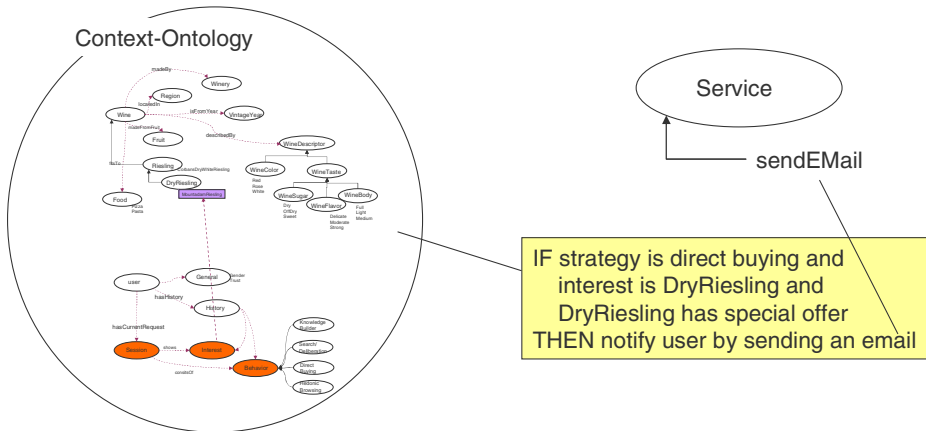 Context-Ontology
madeBy
Winery
Region
locatedIn
isFromYear
Wine
VintageYear
madeFromFruit
describedBy
Fruit
WineDescriptor
WineColor
WineTaste
Red
Rose
White
Riesling
DryRiesling
MountadamRiesling
WineSugar
WineBody
WineFlavor
Dry
OffDry
Sweet
Full
Light
Medium
Delicate
Moderate
Strong
Food
Pizza
Pasta
user
General
Gender
Trust
hasHistory
History
hasCurrentRequest
Session
shows
Interest
consistsOf
Behavior
Knowledge
Builder
Search/
Deliberation
Direct
Buying
Hedonic
Browsing
Service
sendEMail
IF strategy is direct buying and
interest is DryRiesling and
DryRiesling has special offer
THEN notify user by sending an email